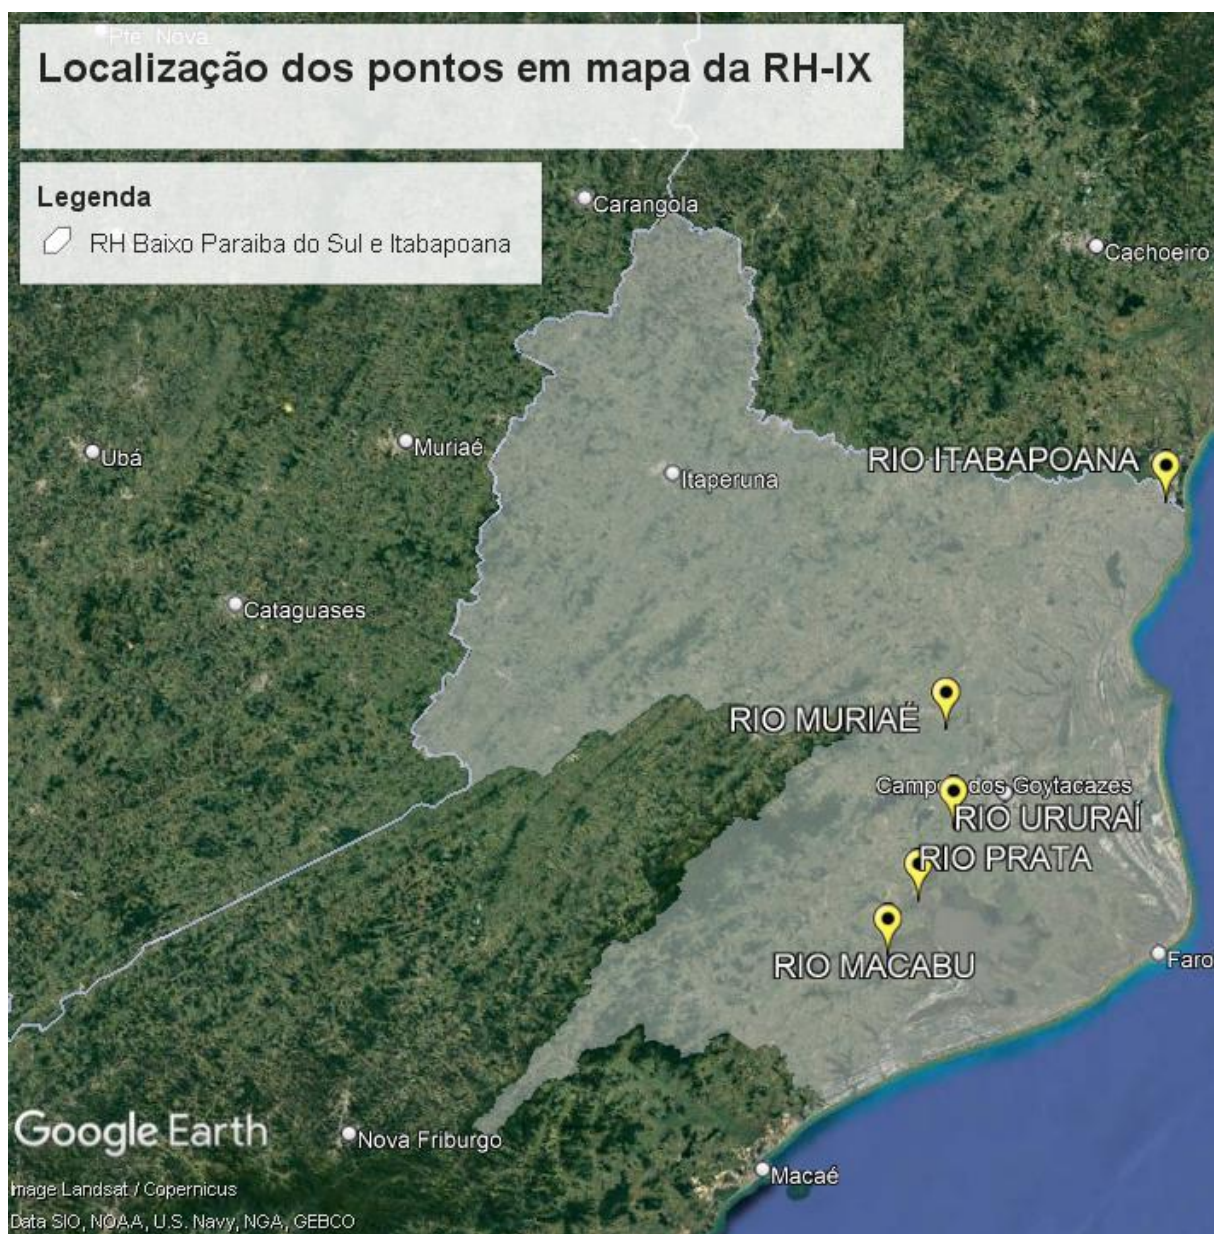 Pte. Nova
Localização dos pontos em mapa da RH-IX
Legenda
RH Baixo Paraiba do Sul e Itabapoana
Carangola
Cachoeiro
Muriaé
Ubá
RIO ITABAPOANA
Itaperuna
Cataguases
RIO MURIAÉ
dos Goytacazes
RIO URURAÍ
RIO PRATA
RIO MACABU
Faro
Google Earth
Nova Friburgo
Macaé
Image Landsat / Copernicus
Data SIO, NOAA, U.S. Navy, NGA, GEBCO